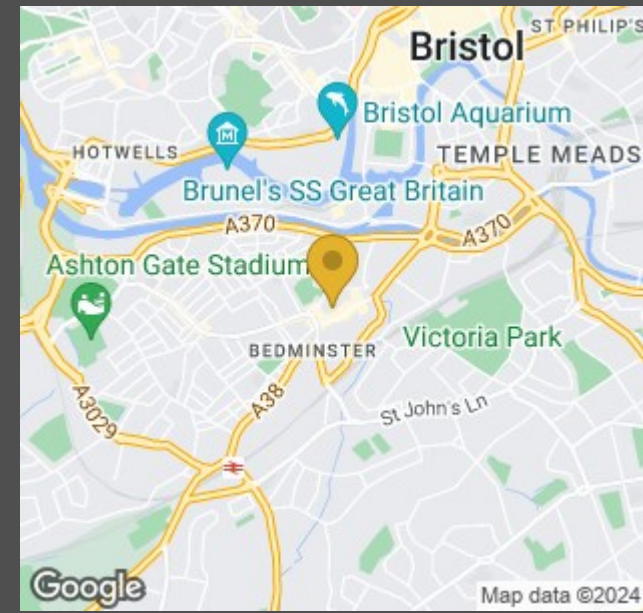 ST PHILIP'S
Bristol
Bristol Aquarium
HOTWELLS
TEMPLE MEADS
Brunel's SS Great Britain
A370
A370
Ashton Gate Stadium
Victoria Park
BEDMINSTER
A38
A3029
St John's Ln
Google
Map data ©2024